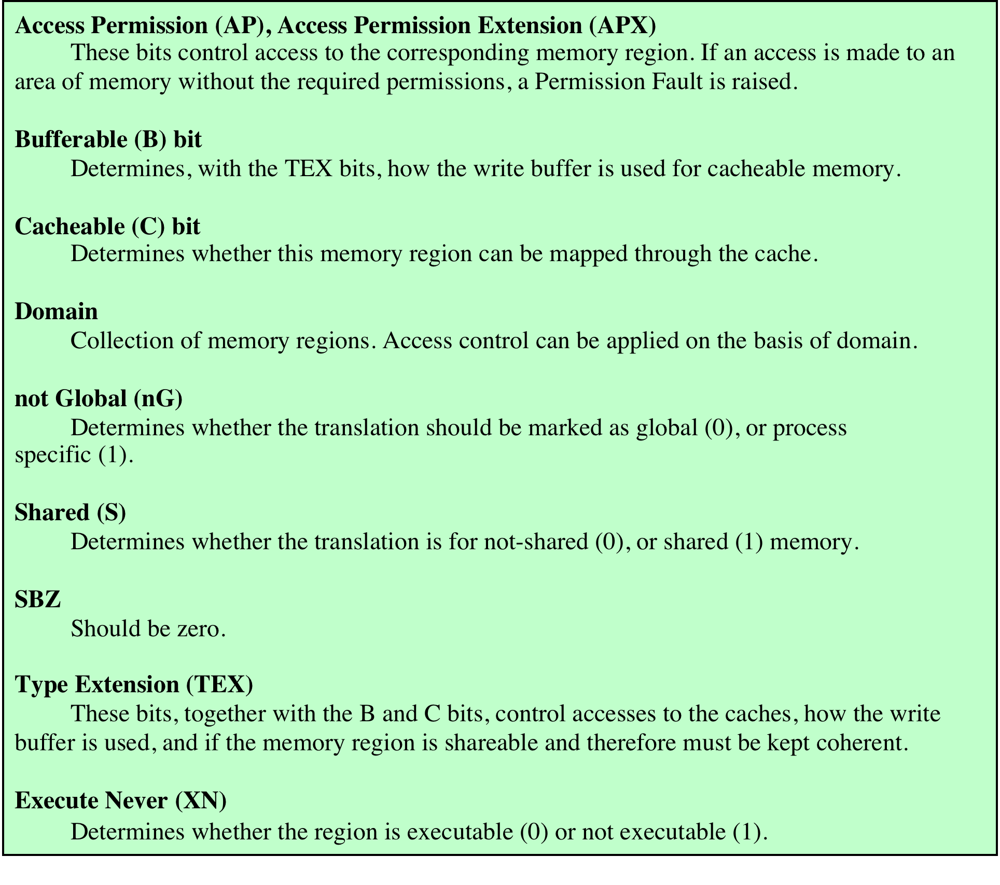 Access Permission (AP), Access Permission Extension (APX)
These bits control access to the corresponding memory region. If an access is made to an
area of memory without the required permissions, a Permission Fault is raised.
Bufferable (B) bit
Determines, with the TEX bits, how the write buffer is used for cacheable memory.
Cacheable (C) bit
Determines whether this memory region can be mapped through the cache.
Domain
Collection of memory regions. Access control can be applied on the basis of domain.
not Global (nG)
Determines whether the translation should be marked as global (0), or process
specific (1).
Shared (S)
Determines whether the translation is for not-shared (0), or shared (1) memory.
SBZ
Should be zero.
Type Extension (TEX)
These bits, together with the B and C bits, control accesses to the caches, how the write
buffer is used, and if the memory region is shareable and therefore must be kept coherent.
Execute Never (XN)
Determines whether the region is executable (0) or not executable (1).